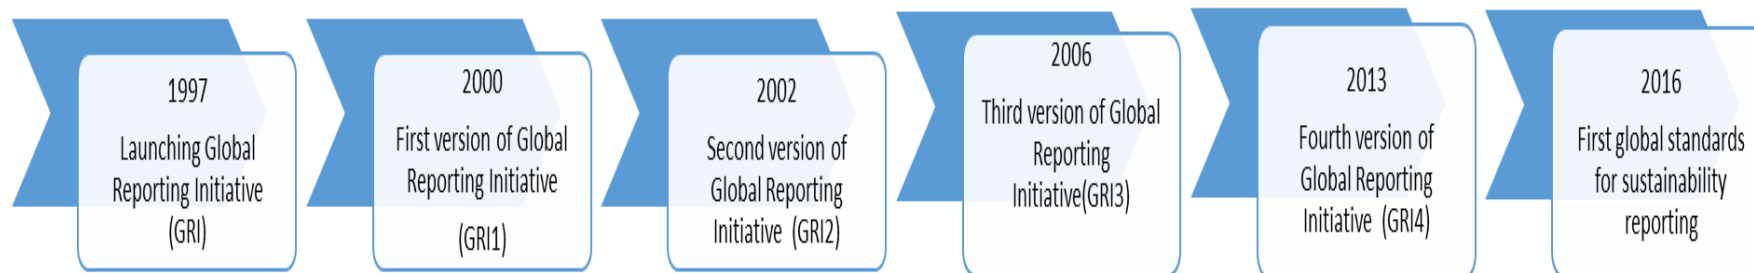 1997
Launching Global
Reporting Initiative
(GRI)
2000
First version of Global
Reporting Initiative
(GRI1)
2002
Second version of
Global Reporting
Initiative (GRI2)
2006
Third version of Global
Reporting
Initiative(GRI3)
2013
Fourth version of
Global Reporting
Initiative (GRI4)
2016
First global standards
for sustainability
reporting